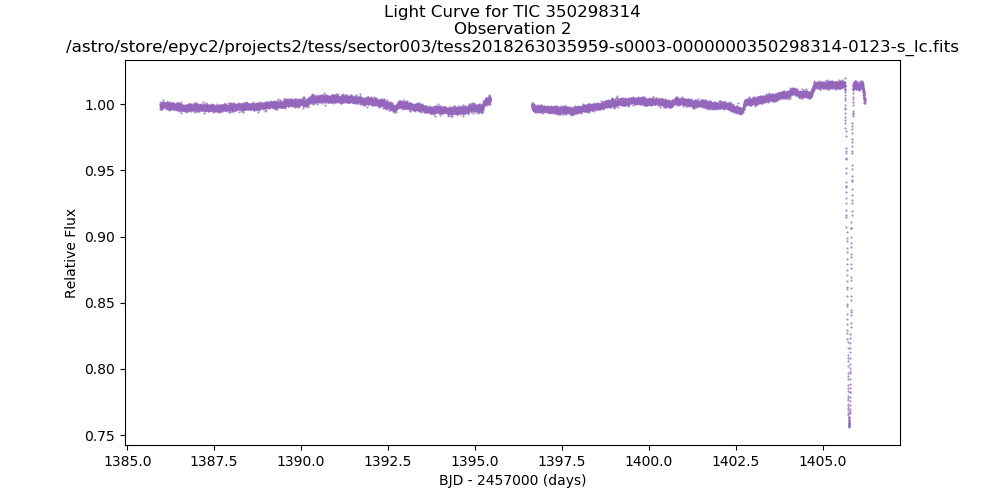 Light Curve for TIC 350298314
Observation 2
/astro/store/epyc2/projects2/tess/sector003/tess2018263035959-s0003-0000000350298314-0123-s_lc.fits
Relative Flux
1.00
0.95
0.90
0.85
0.80
0.75
1385.0 1387.5 1390.0 1392.5 1395.0 1397.5 1400.0 1402.5 1405.0
BJD - 2457000 (days)